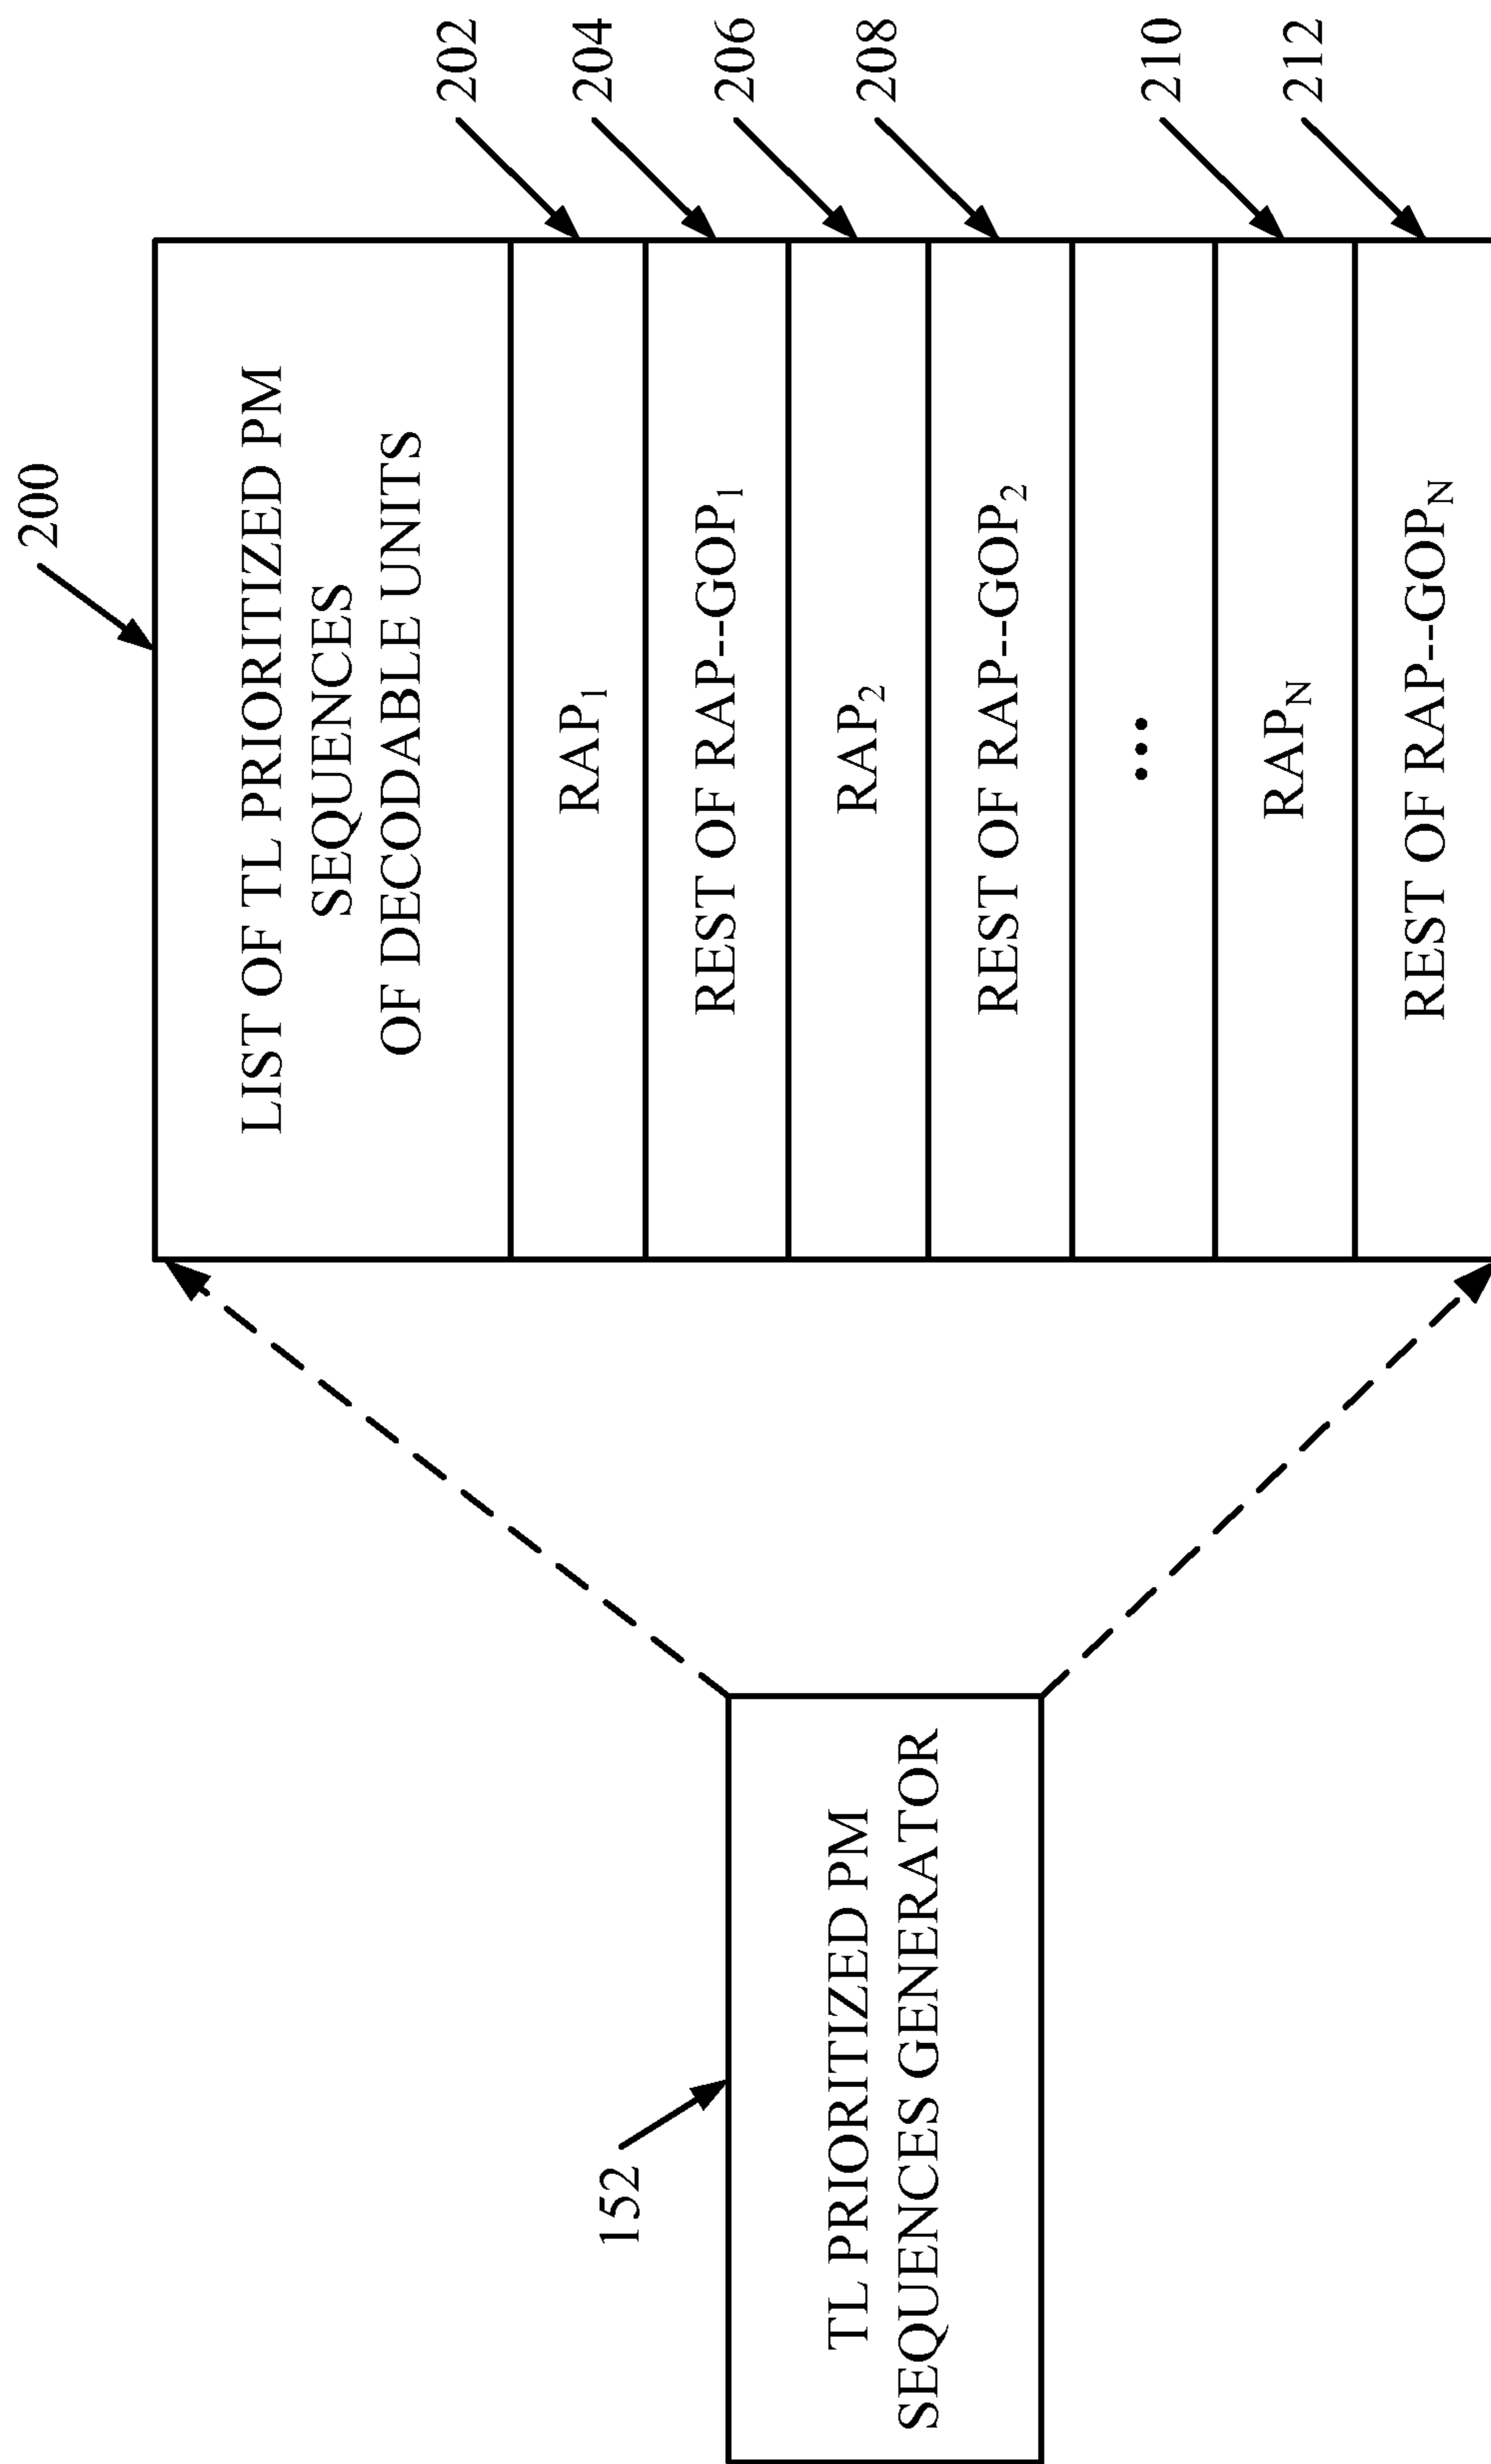 200
LIST OF TL PRIORITIZED PM
SEQUENCES
OF DECODABLE UNITS
RAP1
202
REST OF RAP--GOP1
204
RAP2
206
REST OF RAP--GOP2
208
...
RAPN
210
REST OF RAP--GOPN
212
152
TL PRIORITIZED PM
SEQUENCES GENERATOR